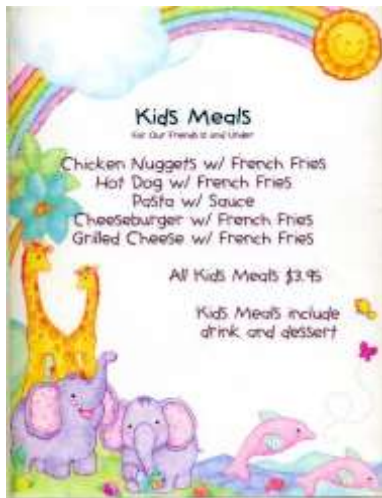 Kids Meals
For Our Friends and Under
Chicken Nuggets w/ French Fries
Hot Dog w/ French Fries
Pasta w/ Sauce
Cheeseburger w/ French Fries
Grilled Cheese w/ French Fries
All Kids Meals $3.95
Kids Meals include
drink and dessert